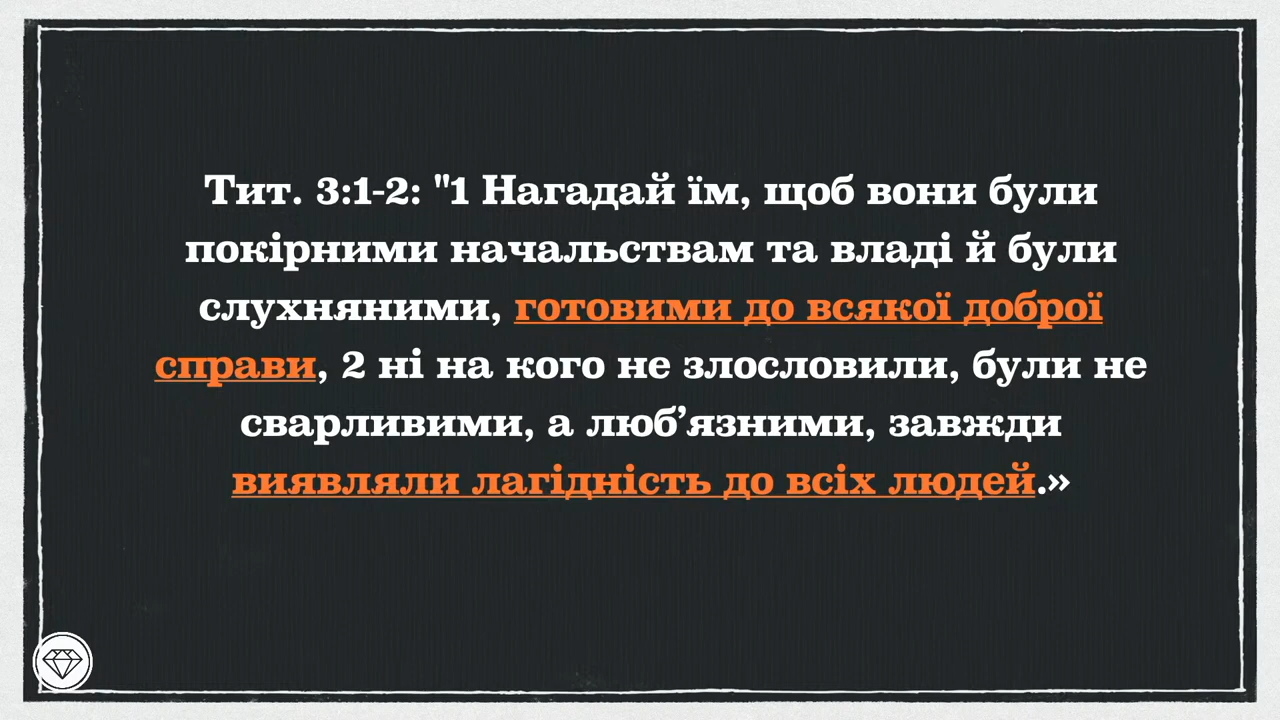 Тит. 3:1-2: "1 Нагадай їм, щоб вони були
покірними начальствам та владі й були
слухняними, готовими до всякої доброї
справи, 2 ні на кого не злословили, були не
сварливими, а люб’язними, завжди
виявляли лагідність до всіх людей.»